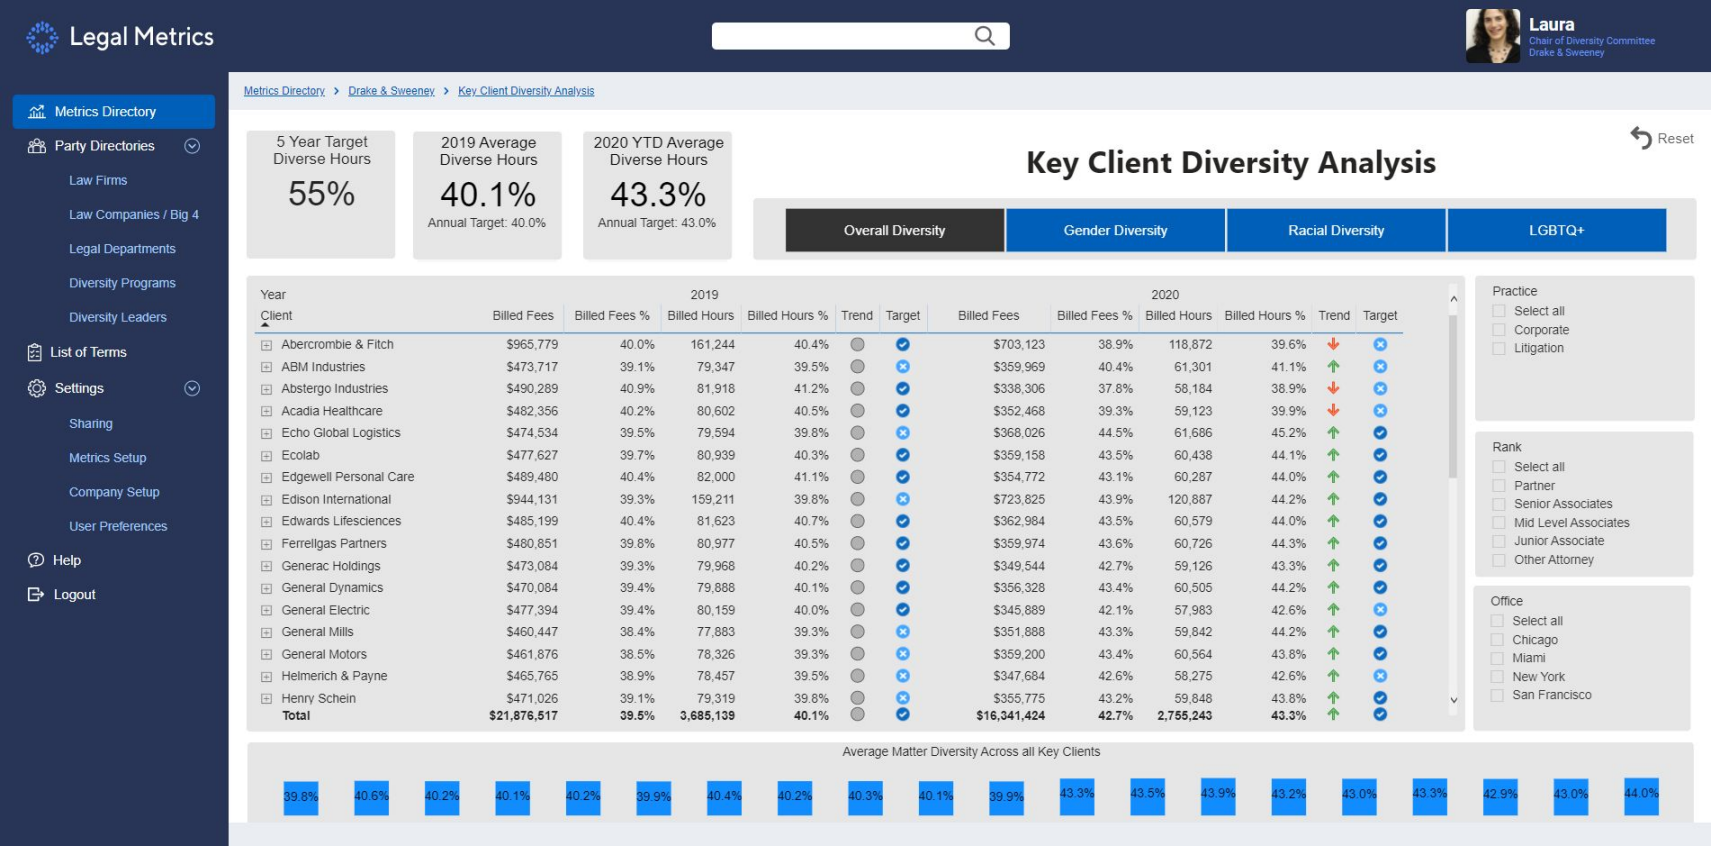 Legal Metrics
Laura
Chair of Diversity Committee
Drake & Sweeney
Metrics Directory
Party Directories
Law Firms
Law Companies / Big 4
Legal Departments
Diversity Programs
Diversity Leaders
List of Terms
Settings
Sharing
Metrics Setup
Company Setup
User Preferences
Help
Logout
Metrics Directory > Drake & Sweeney > Key Client Diversity Analysis
5 Year Target
Diverse Hours
55%
2019 Average
Diverse Hours
40.1%
Annual Target: 40.0%
2020 YTD Average
Diverse Hours
43.3%
Annual Target: 43.0%
Reset
Key Client Diversity Analysis
Overall Diversity Gender Diversity Racial Diversity LGBTQ+
Year 2019 2020
Client Billed Fees Billed Fees % Billed Hours Billed Hours % Trend Target Billed Fees Billed Fees % Billed Hours Billed Hours % Trend Target
Abercrombie & Fitch $965,779 40.0% 161,244 40.4% $703,123 38.9% 118,872 39.6%
ABM Industries $473,717 39.1% 79,347 39.5% $359,969 40.4% 61,301 41.1%
Abstergo Industries $490,289 40.9% 81,918 41.2% $338,306 37.8% 58,184 38.9%
Acadia Healthcare $482,356 40.2% 80,602 40.5% $352,468 39.3% 59,123 39.9%
Echo Global Logistics $474,534 39.5% 79,594 39.8% $368,026 44.5% 61,686 45.2%
Ecolab $477,627 39.7% 80,939 40.3% $359,158 43.5% 60,438 44.1%
Edgewell Personal Care $489,480 40.4% 82,000 41.1% $354,772 43.1% 60,287 44.0%
Edison International $944,131 39.3% 159,211 39.8% $723,825 43.9% 120,887 44.2%
Edwards Lifesciences $485,199 40.4% 81,623 40.7% $362,984 43.5% 60,579 44.0%
Ferrellgas Partners $480,851 39.8% 80,977 40.5% $359,974 43.6% 60,726 44.3%
Generac Holdings $473,084 39.3% 79,968 40.2% $349,544 42.7% 59,126 43.3%
General Dynamics $470,084 39.4% 79,888 40.1% $356,328 43.4% 60,505 44.2%
General Electric $477,394 39.4% 80,159 40.0% $345,889 42.1% 57,983 42.6%
General Mills $460,447 38.4% 77,883 39.3% $351,888 43.3% 59,842 44.2%
General Motors $461,876 38.5% 78,326 39.3% $359,200 43.4% 60,564 43.8%
Helmerich & Payne $465,765 38.9% 78,457 39.5% $347,684 42.6% 58,275 42.6%
Henry Schein $471,026 39.1% 79,319 39.8% $355,775 43.2% 59,848 43.8%
Total $21,876,517 39.5% 3,685,139 40.1% $16,341,424 42.7% 2,755,243 43.3%
Practice
Select all
Corporate
Litigation
Rank
Select all
Partner
Senior Associates
Mid Level Associates
Junior Associate
Other Attorney
Office
Select all
Chicago
Miami
New York
San Francisco
Average Matter Diversity Across all Key Clients
39.8% 40.6% 40.2% 40.1% 40.2% 39.9% 40.4% 40.2% 40.3% 40.1% 39.9% 43.3% 43.5% 43.9% 43.2% 43.0% 43.3% 42.9% 43.0% 44.0%